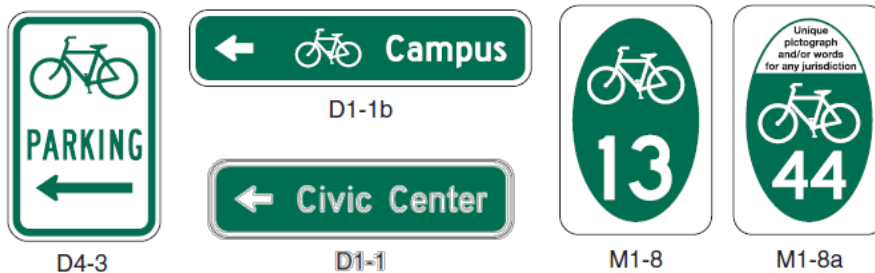 PARKING
D4-3
Campus
D1-1b
Civic Center
D1-1
13
M1-8
Unique
pictograph
and/or words
for any jurisdiction
44
M1-8a